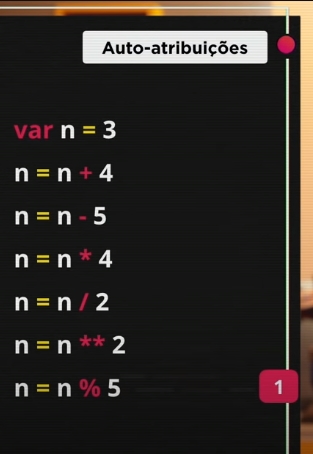 Auto-atribuições
var n = 3
n = n + 4
n = n - 5
n = n * 4
n = n / 2
n = n ** 2
n = n % 5
1